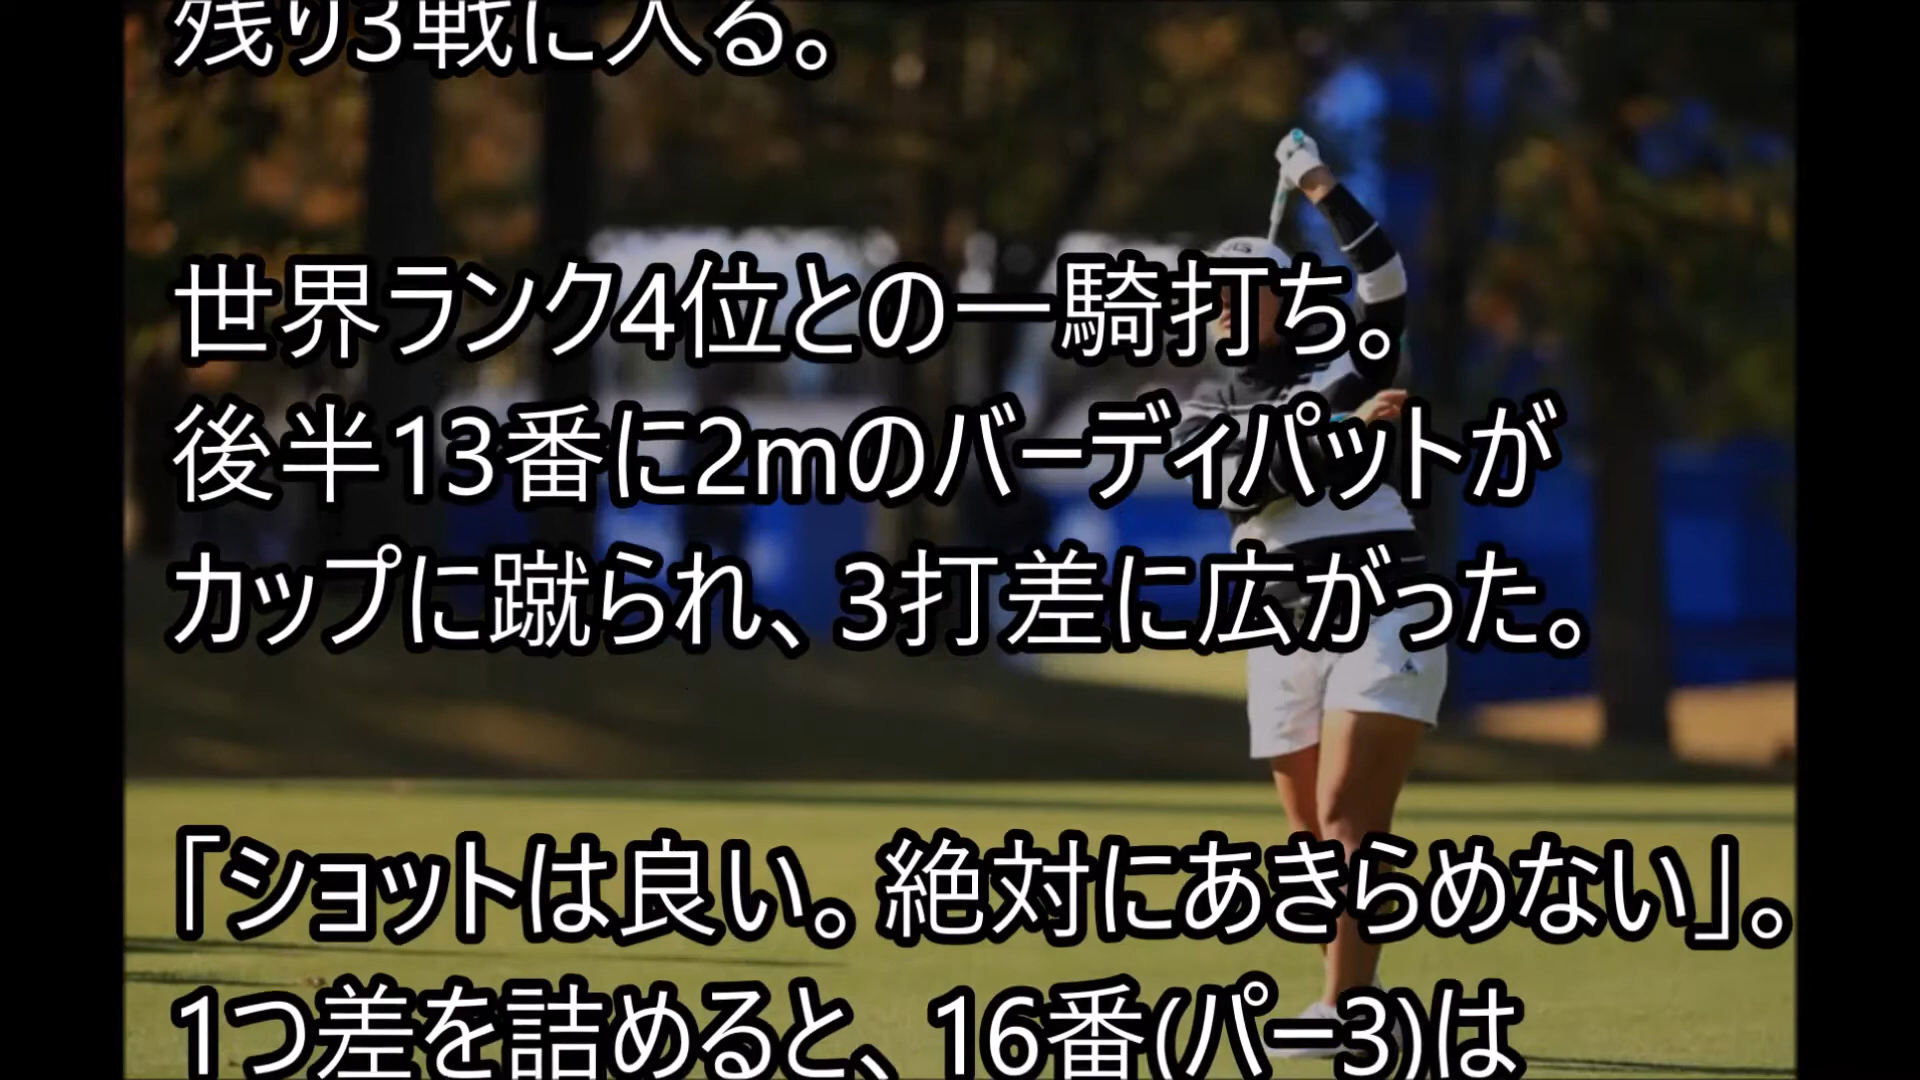 残り3戦に入る。
世界ランク4位との一騎打ち。
後半13番に2mのバーディパットが
カップに蹴られ、3打差に広がった。
「ショットは良い。絶対にあきらめない」。
1つ差を詰めると、16番(パー3)は